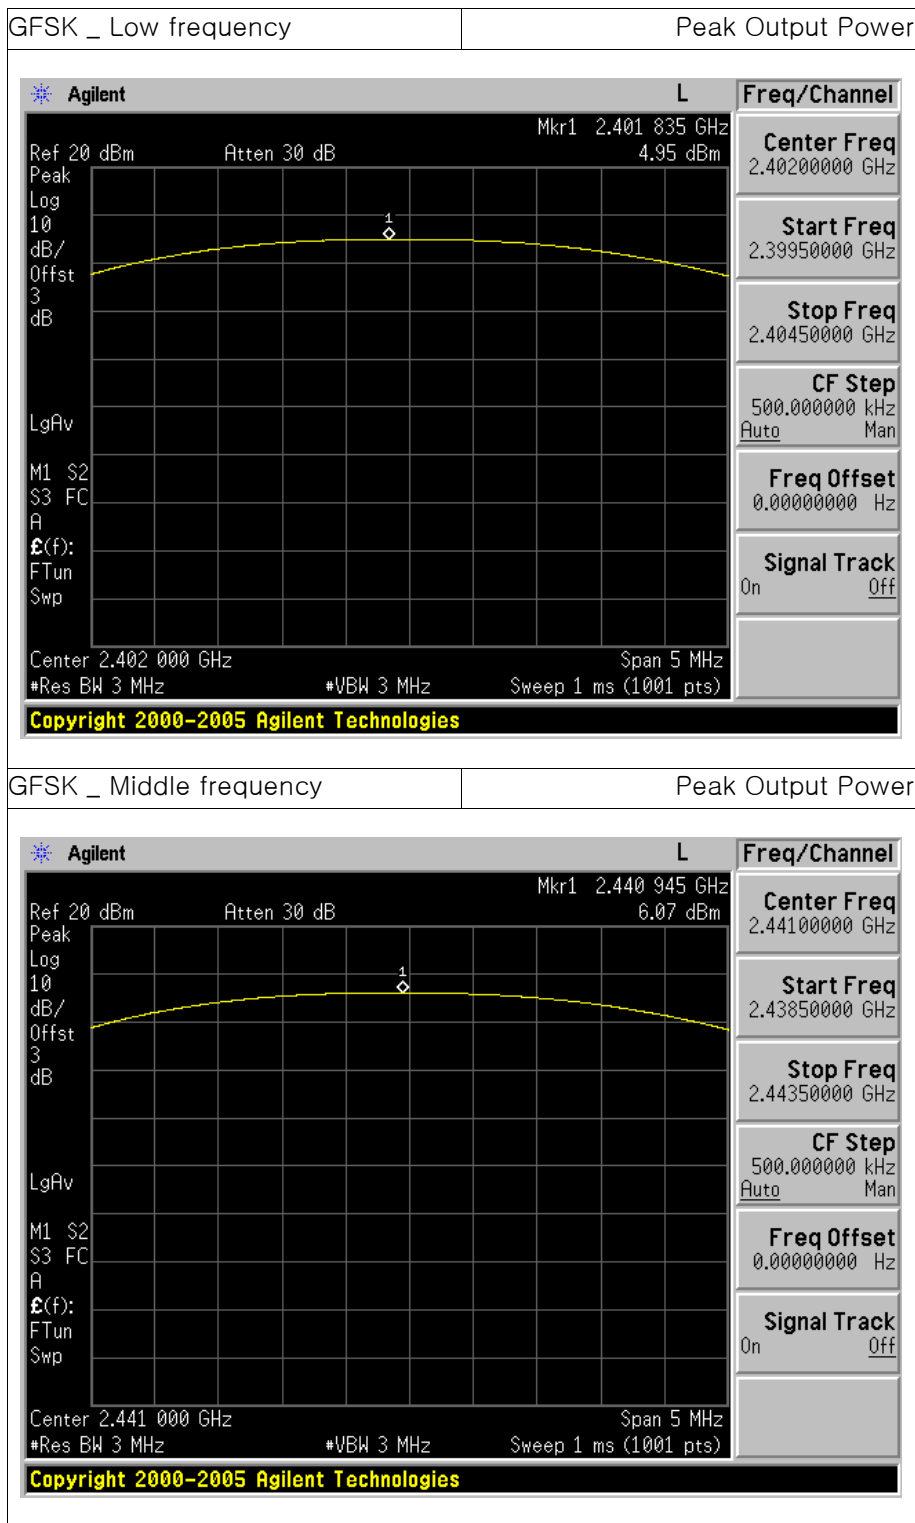 GFSK _ Low frequency Peak Output Power
Agilent L Freq/Channel
Mkr1 2.401 835 GHz
Ref 20 dBm Atten 30 dB 4.95 dBm
Peak
Log
10
dB/
Offst
3
dB
LgAv
M1 S2
S3 FC
A
£(f):
FTun
Swp
1
Center 2.402 000 GHz Span 5 MHz
#Res BW 3 MHz #VBW 3 MHz Sweep 1 ms (1001 pts)
Center Freq
2.40200000 GHz
Start Freq
2.39950000 GHz
Stop Freq
2.40450000 GHz
CF Step
500.000000 kHz
Auto Man
Freq Offset
0.00000000 Hz
Signal Track
On Off
Copyright 2000-2005 Agilent Technologies
GFSK _ Middle frequency Peak Output Power
Agilent L Freq/Channel
Mkr1 2.440 945 GHz
Ref 20 dBm Atten 30 dB 6.07 dBm
Peak
Log
10
dB/
Offst
3
dB
LgAv
M1 S2
S3 FC
A
£(f):
FTun
Swp
1
Center 2.441 000 GHz Span 5 MHz
#Res BW 3 MHz #VBW 3 MHz Sweep 1 ms (1001 pts)
Center Freq
2.44100000 GHz
Start Freq
2.43850000 GHz
Stop Freq
2.44350000 GHz
CF Step
500.000000 kHz
Auto Man
Freq Offset
0.00000000 Hz
Signal Track
On Off
Copyright 2000-2005 Agilent Technologies